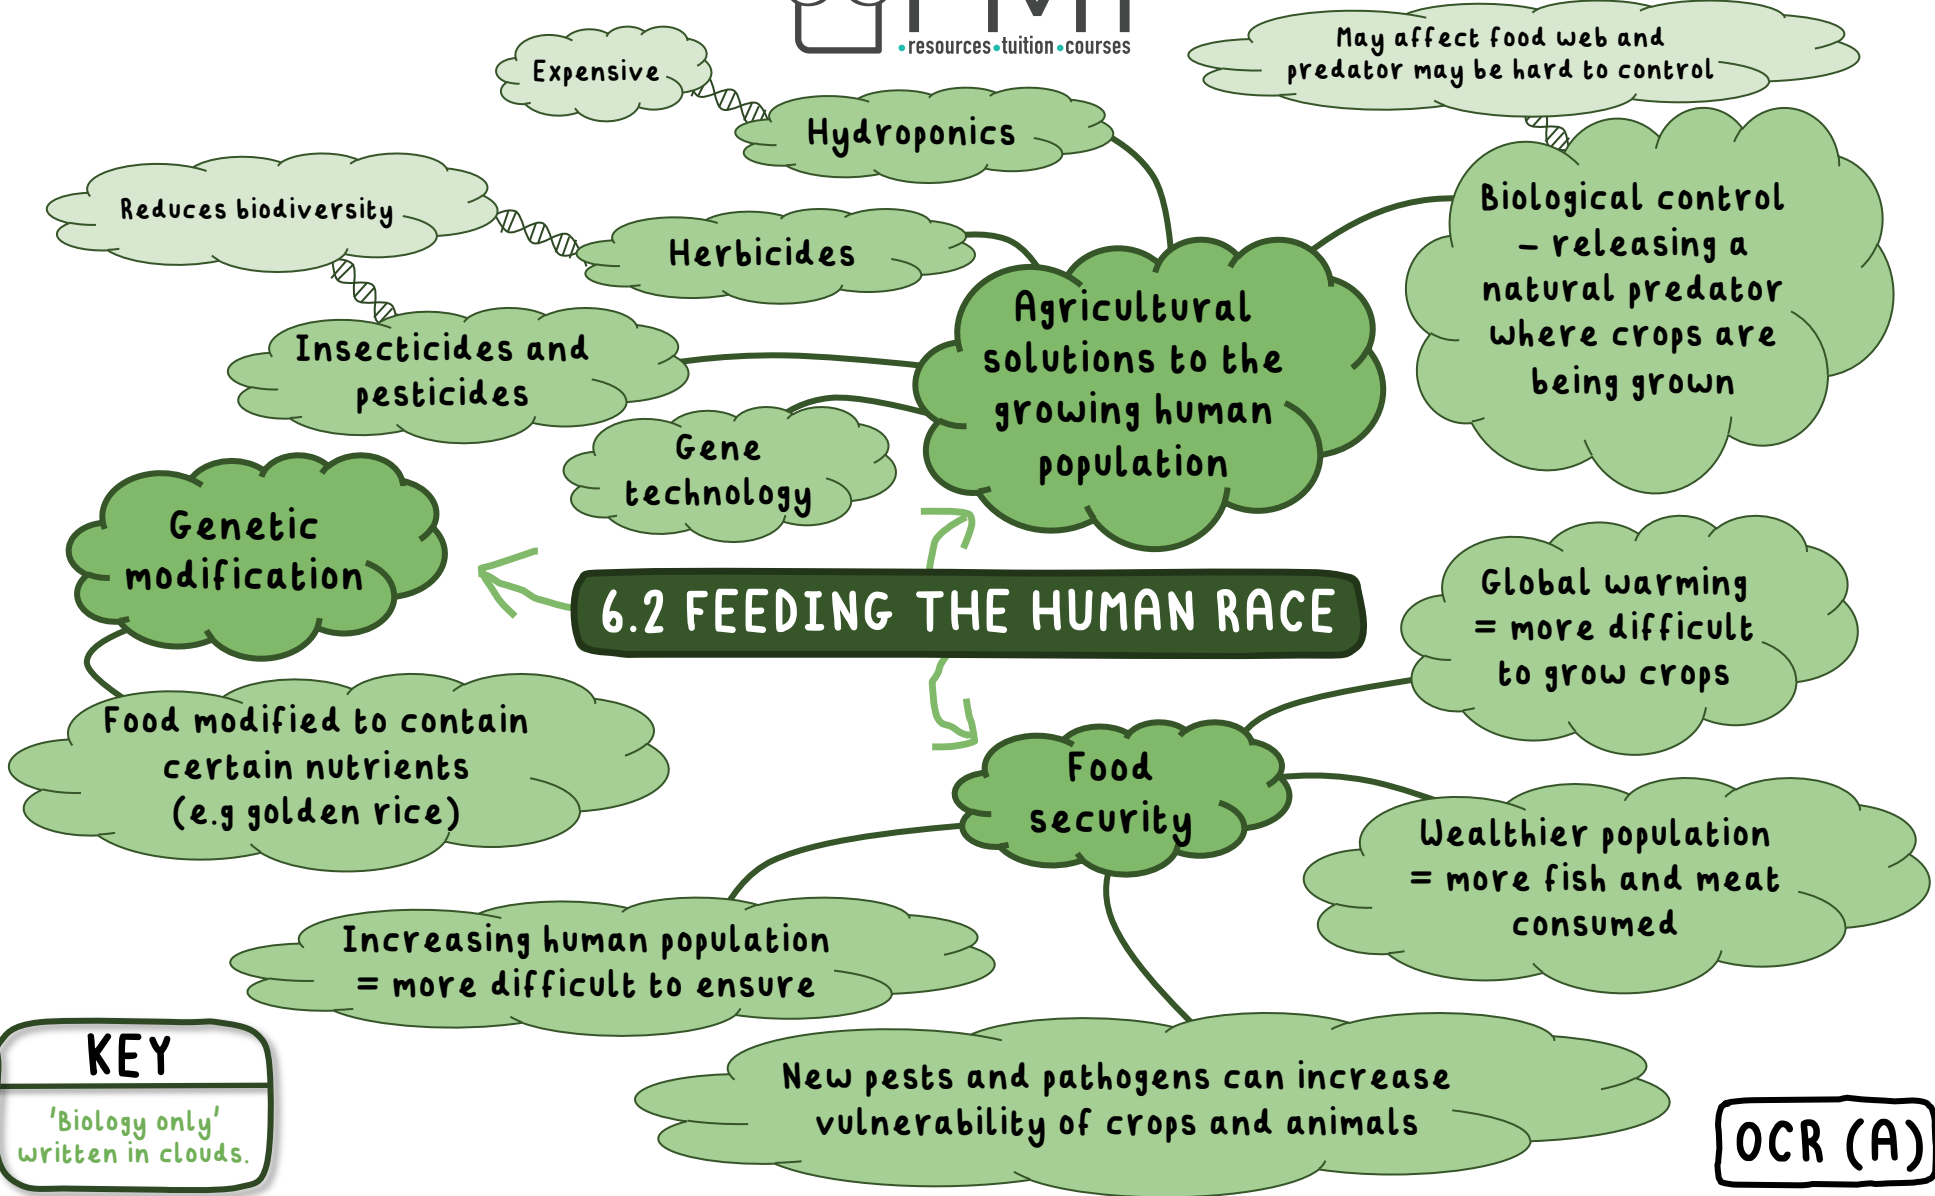 PMT
•resources•tuition•courses
May affect food web and
predator may be hard to control
Expensive
Hydroponics
Biological control
– releasing a
natural predator
where crops are
being grown
Reduces biodiversity
Herbicides
Agricultural
solutions to the
growing human
population
Insecticides and
pesticides
Gene
technology
Genetic
modification
6.2 FEEDING THE HUMAN RACE
Global warming
= more difficult
to grow crops
Food modified to contain
certain nutrients
(e.g golden rice)
Food
security
Wealthier population
= more fish and meat
consumed
Increasing human population
= more difficult to ensure
New pests and pathogens can increase
vulnerability of crops and animals
KEY
'Biology only'
written in clouds.
OCR (A)